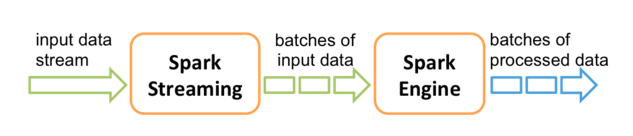 input data
stream
Spark
Streaming
batches of
input data
Spark
Engine
batches of
processed data